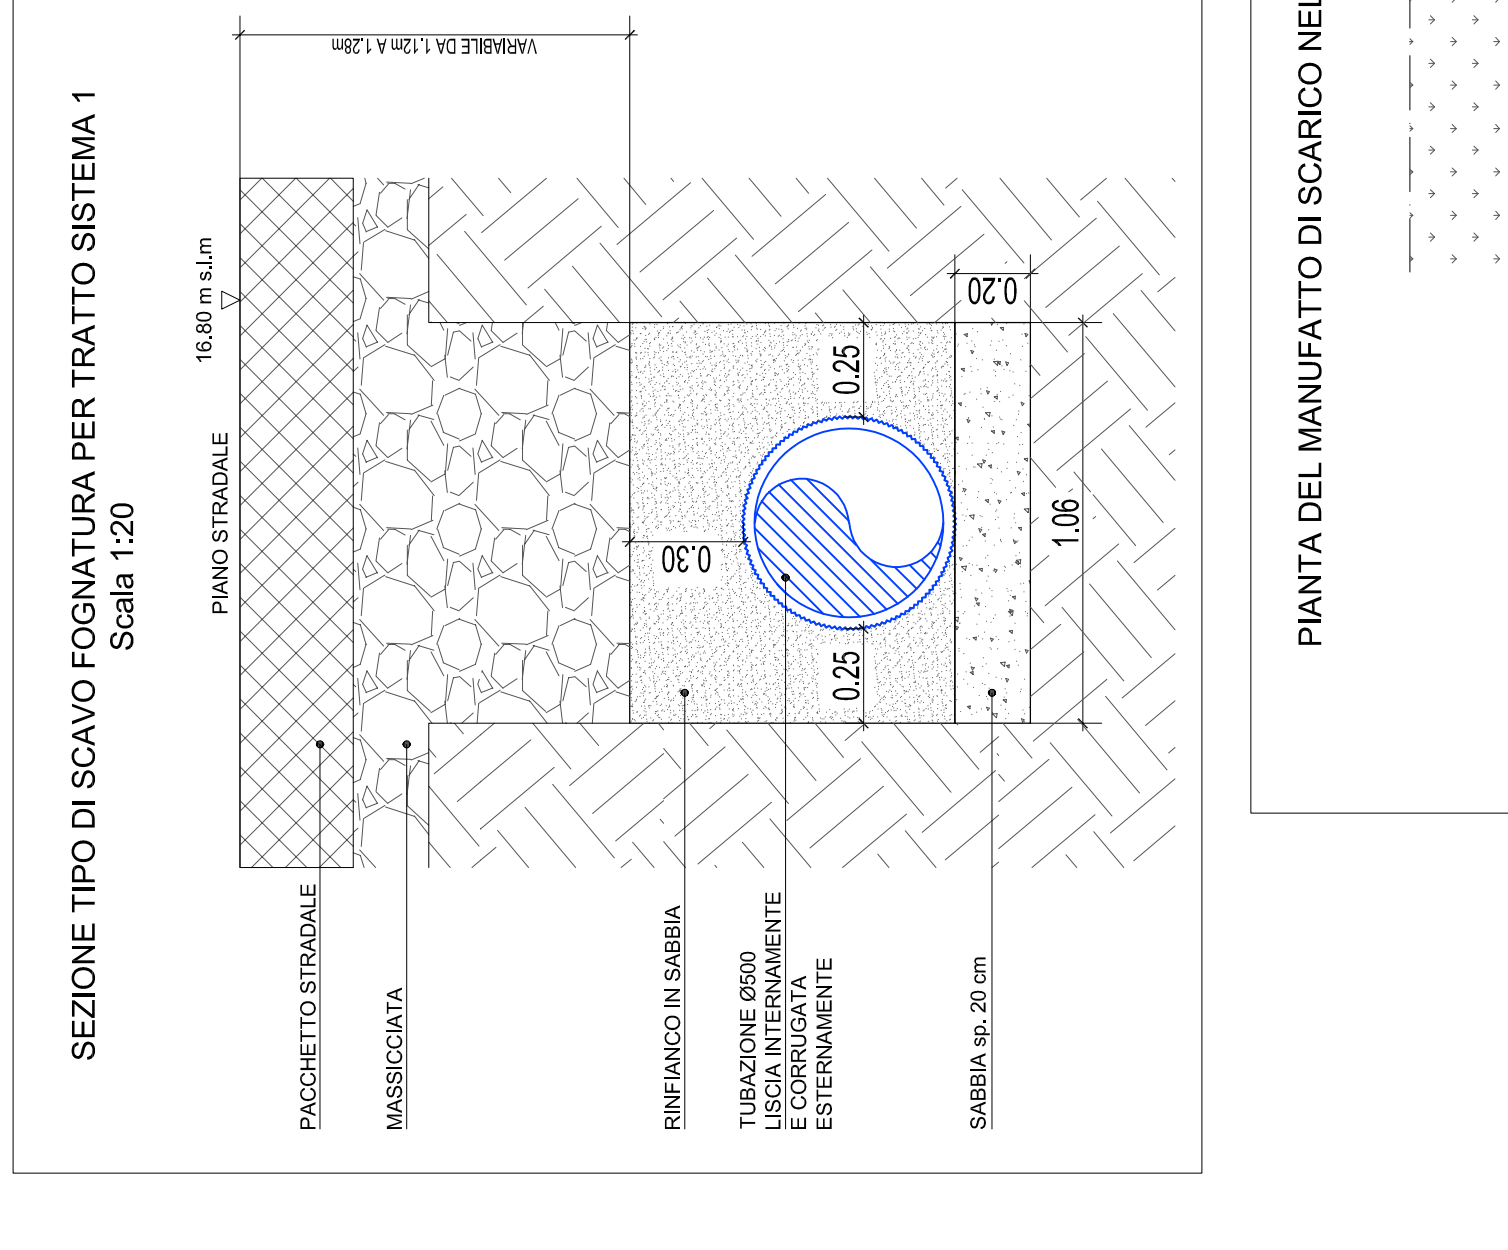 SEZIONE TIPO DI SCAVO FOGNATURA PER TRATTO SISTEMA 1
Scala 1:20
VARIABILE DA 1.12m A 1.28m
16.80 m s.l.m
PIANO STRADALE
PACCHETTO STRADALE
MASSICCIATA
RINFIANCO IN SABBIA
TUBAZIONE Ø500
LISCIA INTERNAMENTE
E CORRUGATA
ESTERNAMENTE
SABBIA sp. 20 cm
0.30
0.25
0.25
0.20
1.06
PIANTA DEL MANUFATTO DI SCARICO NEL